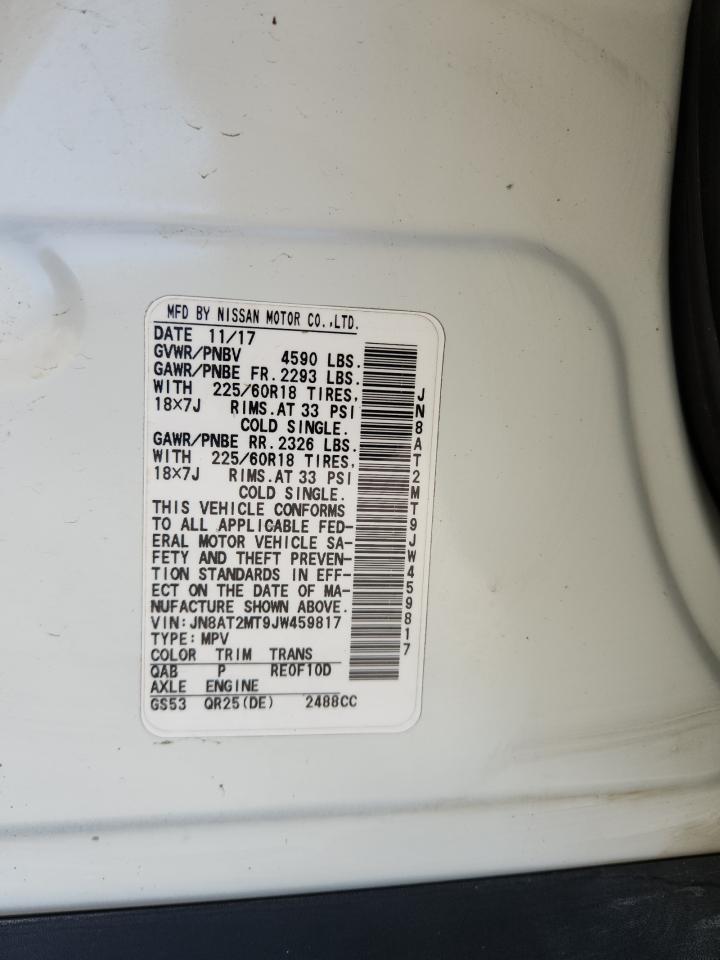 MFD BY NISSAN MOTOR CO.,LTD.
DATE 11/17
GVWR/PNBV 4590 LBS.
GAWR/PNBE FR.2293 LBS.
WITH 225/60R18 TIRES,
18×7J RIMS.AT 33 PSI
COLD SINGLE.
GAWR/PNBE RR.2326 LBS.
WITH 225/60R18 TIRES,
18×7J RIMS.AT 33 PSI
COLD SINGLE.
THIS VEHICLE CONFORMS
TO ALL APPLICABLE FED-
ERAL MOTOR VEHICLE SA-
FETY AND THEFT PREVEN-
TION STANDARDS IN EFF-
ECT ON THE DATE OF MA-
NUFACTURE SHOWN ABOVE.
VIN:JN8AT2MT9JW459817
TYPE:MPV
COLOR TRIM TRANS
QAB P RE0F10D
AXLE ENGINE
GS53 QR25(DE) 2488CC
JN8AT2MT9JW459817